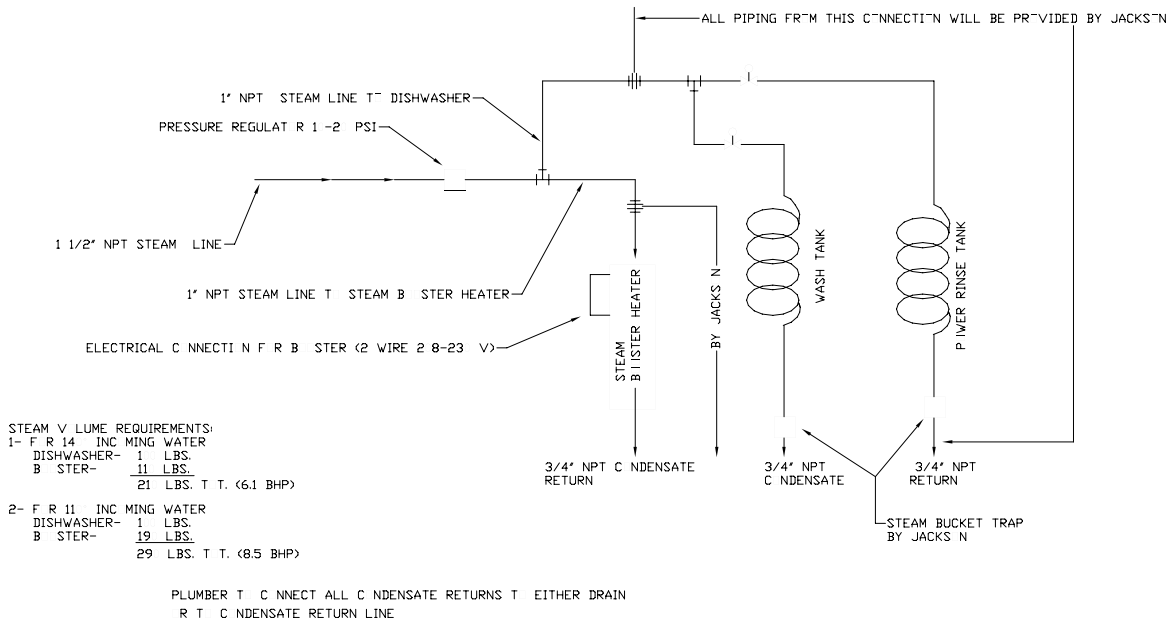 ALL PIPING FR M THIS C NNECTI N WILL BE PR VIDED BY JACKS N
1" NPT STEAM LINE T DISHWASHER
PRESSURE REGULAT R 1 -2 PSI
1 1/2" NPT STEAM LINE
1" NPT STEAM LINE T STEAM B STER HEATER
ELECTRICAL C NNECTI N F R B STER (2 WIRE 2 8-23 V)
STEAM
B STER HEATER
BY JACKS N
WASH TANK
P WER RINSE TANK
STEAM V LUME REQUIREMENTS:
1- F R 14 INC MING WATER
DISHWASHER- 1 LBS.
B STER- 11 LBS.
21 LBS. T T. (6.1 BHP)
2- F R 11 INC MING WATER
DISHWASHER- 1 LBS.
B STER- 19 LBS.
29 LBS. T T. (8.5 BHP)
3/4" NPT C NDENSATE
RETURN
3/4" NPT
C NDENSATE
3/4" NPT
RETURN
STEAM BUCKET TRAP
BY JACKS N
PLUMBER T C NNECT ALL C NDENSATE RETURNS T EITHER DRAIN
R T C NDENSATE RETURN LINE